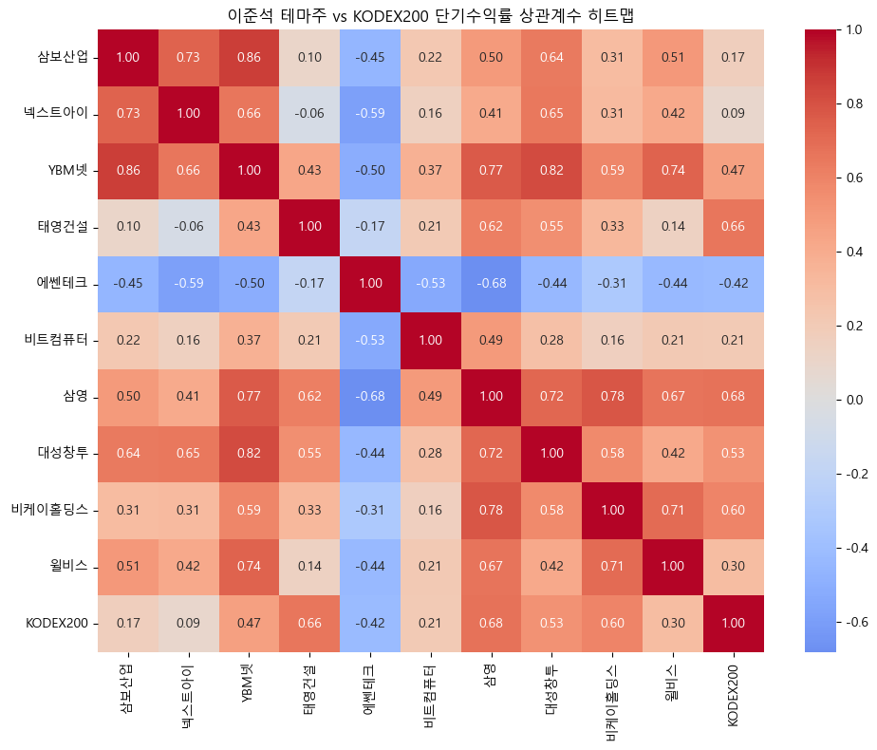 이준석 테마주 vs KODEX200 단기수익률 상관계수 히트맵
삼보산업 1.00 0.73 0.86 0.10 -0.45 0.22 0.50 0.64 0.31 0.51 0.17
넥스트아이 0.73 1.00 0.66 -0.06 -0.59 0.16 0.41 0.65 0.31 0.42 0.09
YBM넷 0.86 0.66 1.00 0.43 -0.50 0.37 0.77 0.82 0.59 0.74 0.47
태영건설 0.10 -0.06 0.43 1.00 -0.17 0.21 0.62 0.55 0.33 0.14 0.66
에쎈테크 -0.45 -0.59 -0.50 -0.17 1.00 -0.53 -0.68 -0.44 -0.31 -0.44 -0.42
비트컴퓨터 0.22 0.16 0.37 0.21 -0.53 1.00 0.49 0.28 0.16 0.21 0.21
삼영 0.50 0.41 0.77 0.62 -0.68 0.49 1.00 0.72 0.78 0.67 0.68
대성창투 0.64 0.65 0.82 0.55 -0.44 0.28 0.72 1.00 0.58 0.42 0.53
비케이홀딩스 0.31 0.31 0.59 0.33 -0.31 0.16 0.78 0.58 1.00 0.71 0.60
윌비스 0.51 0.42 0.74 0.14 -0.44 0.21 0.67 0.42 0.71 1.00 0.30
KODEX200 0.17 0.09 0.47 0.66 -0.42 0.21 0.68 0.53 0.60 0.30 1.00
삼보산업 넥스트아이 YBM넷 태영건설 에쎈테크 비트컴퓨터 삼영 대성창투 비케이홀딩스 윌비스 KODEX200
1.0
0.8
0.6
0.4
0.2
0.0
-0.2
-0.4
-0.6